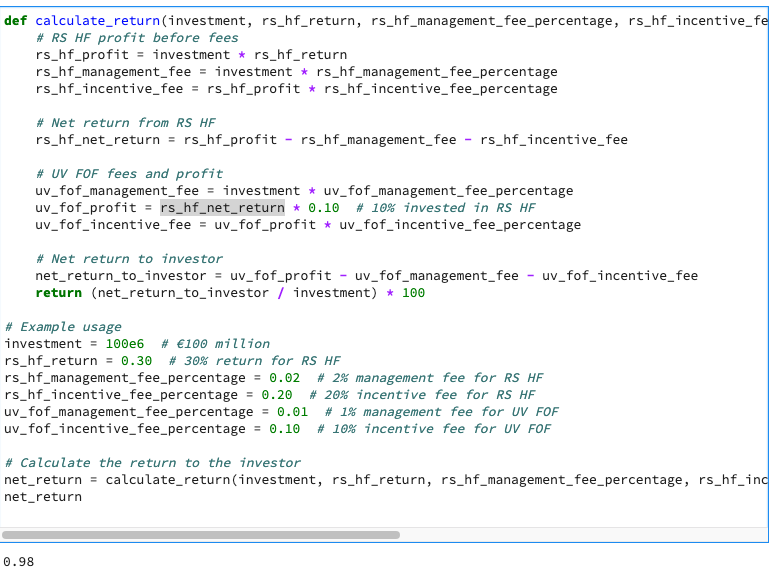 def calculate_return(investment, rs_hf_return, rs_hf_management_fee_percentage, rs_hf_incentive_fe
    # RS HF profit before fees
    rs_hf_profit = investment * rs_hf_return
    rs_hf_management_fee = investment * rs_hf_management_fee_percentage
    rs_hf_incentive_fee = rs_hf_profit * rs_hf_incentive_fee_percentage

    # Net return from RS HF
    rs_hf_net_return = rs_hf_profit - rs_hf_management_fee - rs_hf_incentive_fee

    # UV FOF fees and profit
    uv_fof_management_fee = investment * uv_fof_management_fee_percentage
    uv_fof_profit = rs_hf_net_return * 0.10  # 10% invested in RS HF
    uv_fof_incentive_fee = uv_fof_profit * uv_fof_incentive_fee_percentage

    # Net return to investor
    net_return_to_investor = uv_fof_profit - uv_fof_management_fee - uv_fof_incentive_fee
    return (net_return_to_investor / investment) * 100

# Example usage
investment = 100e6  # €100 million
rs_hf_return = 0.30  # 30% return for RS HF
rs_hf_management_fee_percentage = 0.02  # 2% management fee for RS HF
rs_hf_incentive_fee_percentage = 0.20  # 20% incentive fee for RS HF
uv_fof_management_fee_percentage = 0.01  # 1% management fee for UV FOF
uv_fof_incentive_fee_percentage = 0.10  # 10% incentive fee for UV FOF

# Calculate the return to the investor
net_return = calculate_return(investment, rs_hf_return, rs_hf_management_fee_percentage, rs_hf_inc
net_return
0.98